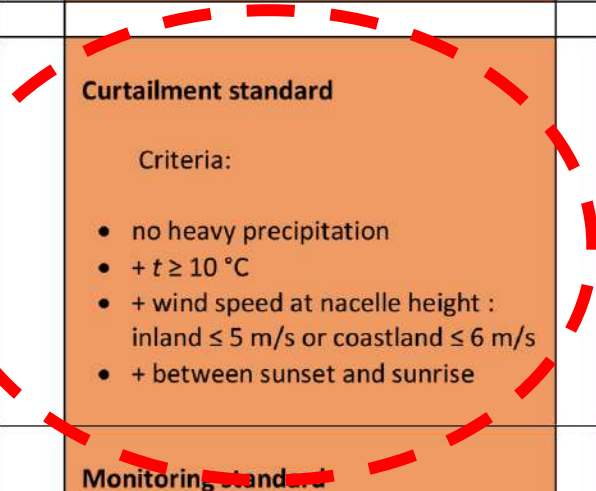 Curtailment standard
Criteria:
• no heavy precipitation
• + t ≥ 10 °C
• + wind speed at nacelle height :
inland ≤ 5 m/s or coastland ≤ 6 m/s
• + between sunset and sunrise
Monitoring standard